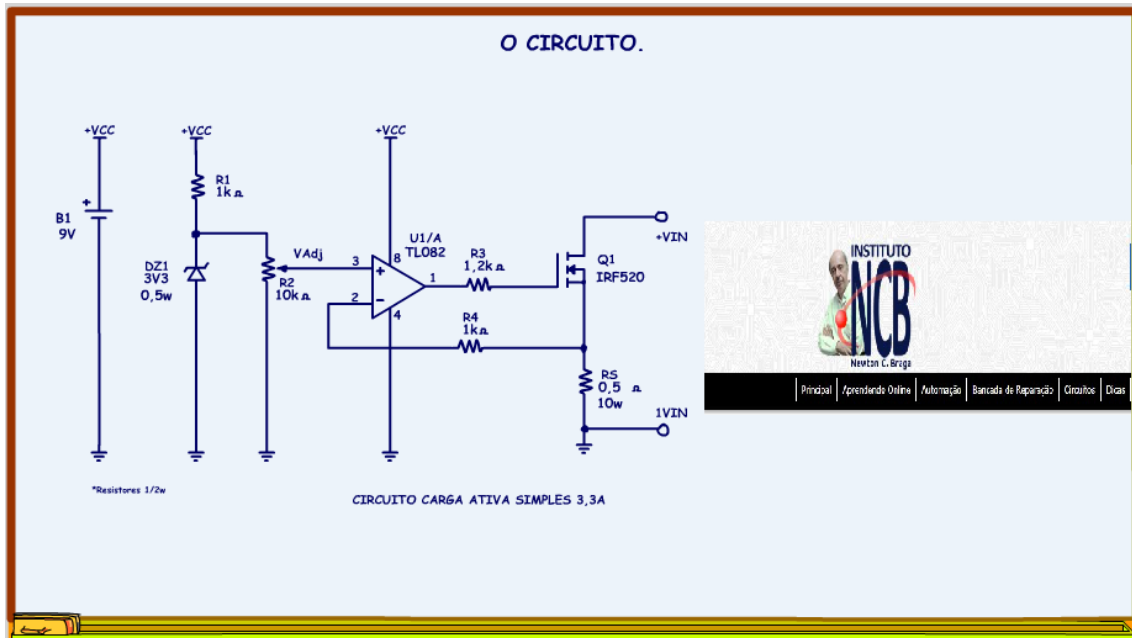 O CIRCUITO.
+VCC
+VCC
+VCC
R1
1kΩ
+
B1
9V
DZ1
3V3
0,5w
VAdj
R2
10kΩ
U1/A
TL082
3
8
+
2
-
1
4
R3
1,2kΩ
R4
1kΩ
Q1
IRF520
+VIN
RS
0,5 Ω
10w
1VIN
*Resistores 1/2w
CIRCUITO CARGA ATIVA SIMPLES 3,3A
INSTITUTO
NCB
Newton C. Braga
Principal | Aprendendo Online | Automação | Bancada de Reparação | Circuitos | Dicas